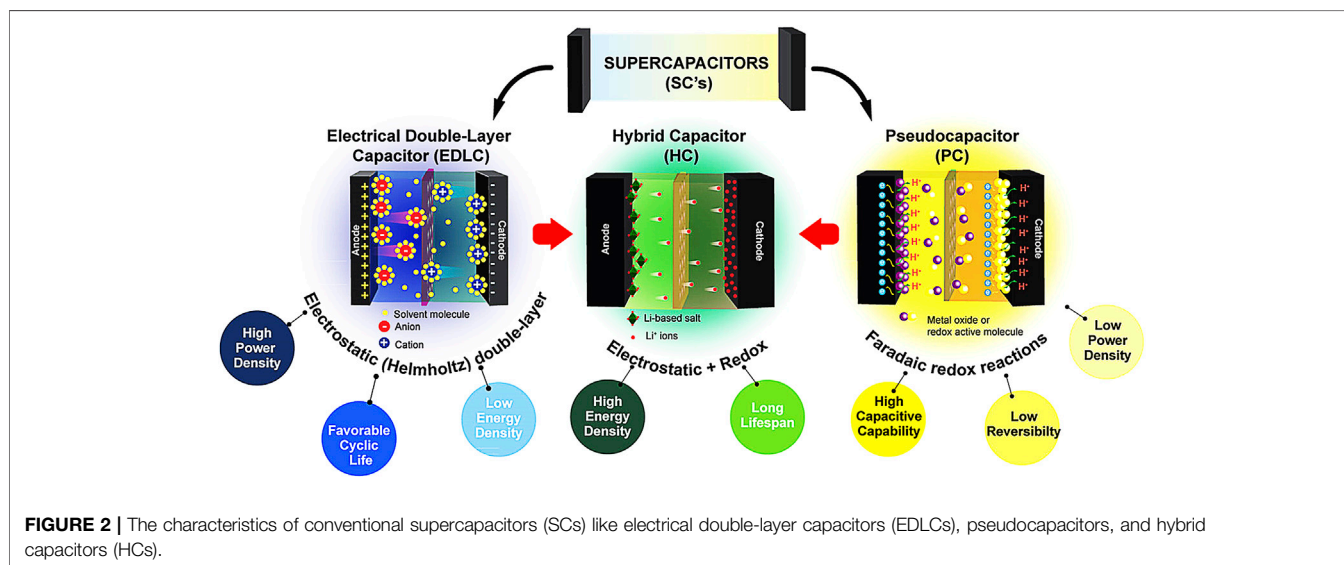 SUPERCAPACITORS
(SC's)
Electrical Double-Layer
Capacitor (EDLC)
Anode
Cathode
Solvent molecule
Anion
Cation
Electrostatic (Helmholtz) double-layer
High
Power
Density
Favorable
Cyclic
Life
Low
Energy
Density
Hybrid Capacitor
(HC)
Anode
Cathode
Li-based salt
Li⁺ ions
Electrostatic + Redox
High
Energy
Density
Long
Lifespan
Pseudocapacitor
(PC)
Anode
H⁺
H⁺
H⁺
H⁺
H⁺
H⁺
H⁺
H⁺
H⁺
H⁺
H⁺
H⁺
H⁺
Cathode
Metal oxide or
redox active molecule
Faradaic redox reactions
High
Capacitive
Capability
Low
Reversibilty
Low
Power
Density
FIGURE 2 | The characteristics of conventional supercapacitors (SCs) like electrical double-layer capacitors (EDLCs), pseudocapacitors, and hybrid
capacitors (HCs).